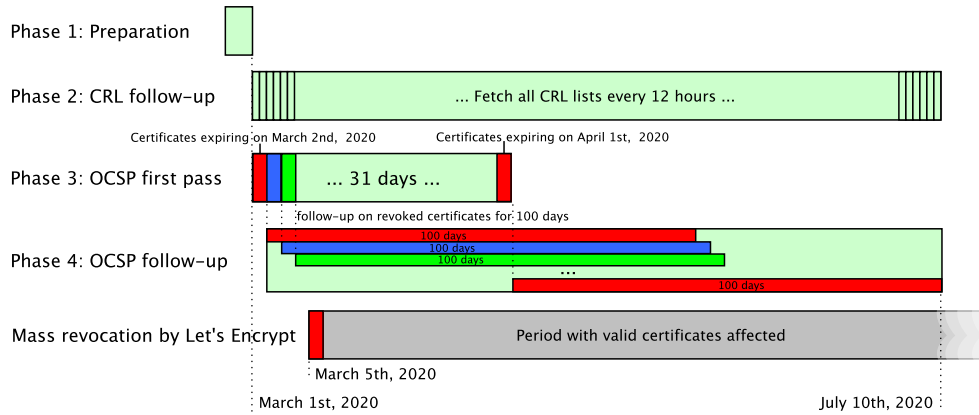 Phase 1: Preparation
Phase 2: CRL follow-up
... Fetch all CRL lists every 12 hours ...
Certificates expiring on March 2nd, 2020
Certificates expiring on April 1st, 2020
Phase 3: OCSP first pass
... 31 days ...
follow-up on revoked certificates for 100 days
100 days
100 days
Phase 4: OCSP follow-up
100 days
...
100 days
Mass revocation by Let's Encrypt
Period with valid certificates affected
March 5th, 2020
March 1st, 2020
July 10th, 2020